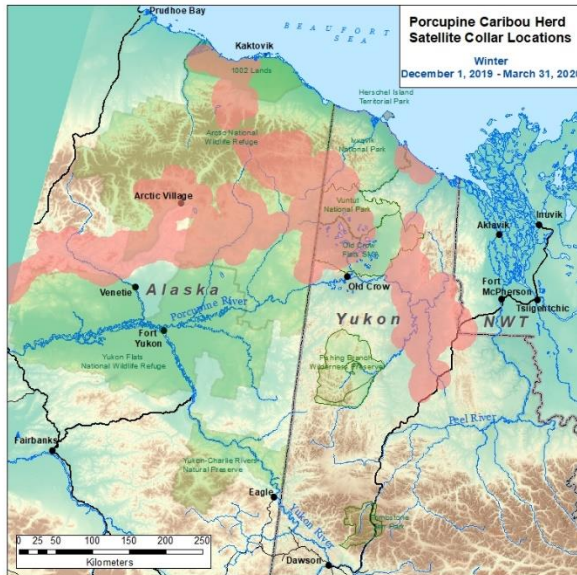 Porcupine Caribou Herd
Satellite Collar Locations
Winter
December 1, 2019 - March 31, 2020
Prudhoe Bay
BEAUFORT
SEA
Kaktovik
1002 Lands
Herschel Island
Territorial Park
Arctic National
Wildlife Refuge
Ivvavik
National Park
Arctic Village
Vuntut
National Park
Aklavik
Inuvik
Old Crow
Flats SMA
Old Crow
Venetie
Alaska
Fort
McPherson
Tsiigehtchic
Porcupine River
Yukon
NWT
Fort
Yukon
Yukon Flats
National Wildlife Refuge
Fishing Branch
Wilderness Preserve
Peel River
Fairbanks
Yukon-Charlie Rivers
Natural Preserve
Eagle
Yukon River
Tombstone
Dawson
0 25 50 100 150 200 250
Kilometers